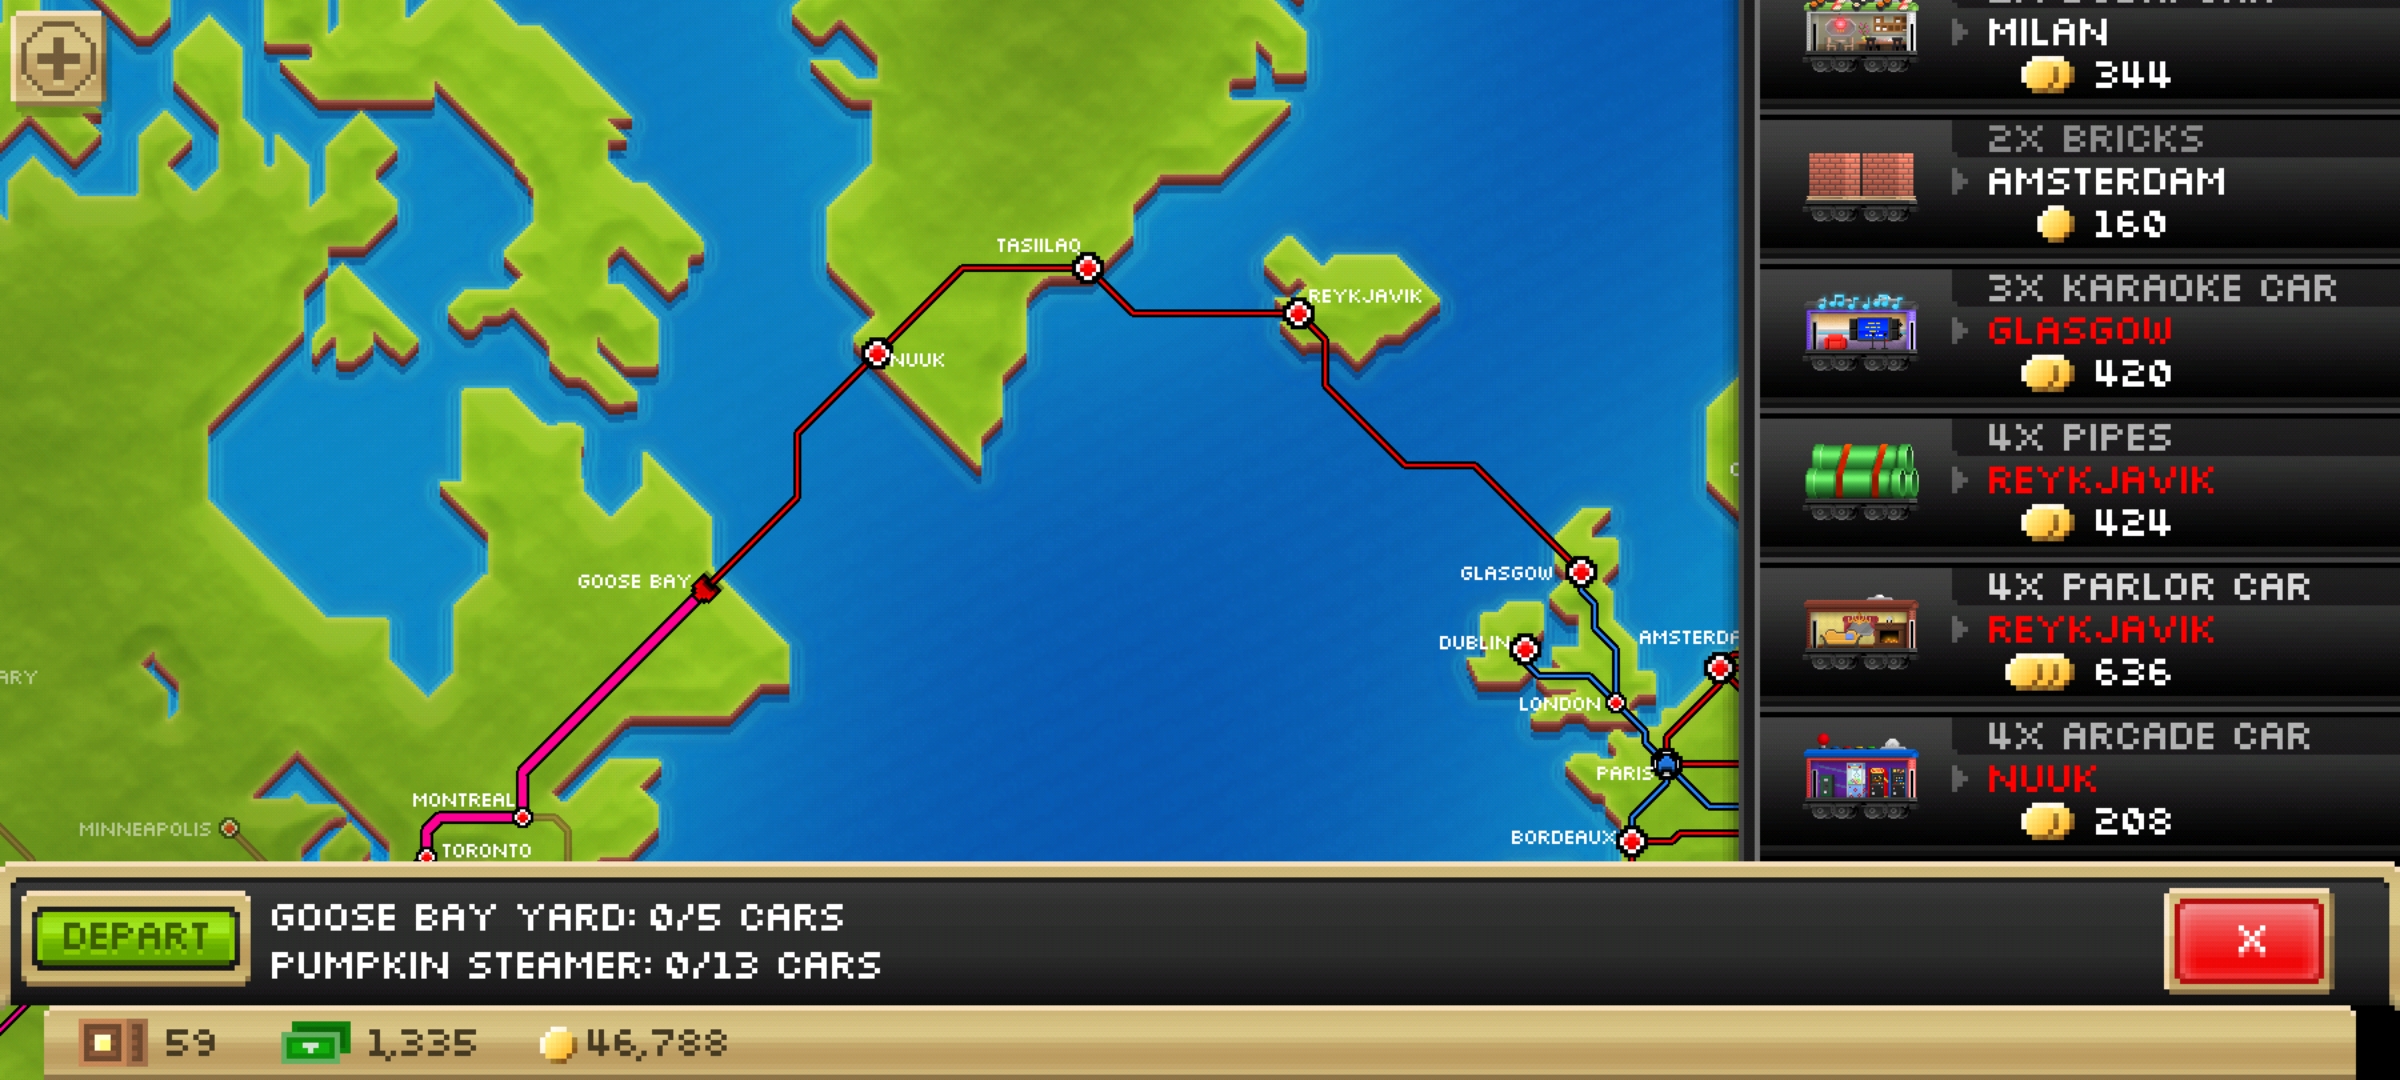 TASIILAQ
REYKJAVIK
NUUK
GOOSE BAY
GLASGOW
DUBLIN
AMSTERDA
LONDON
PARIS
MONTREAL
MINNEAPOLIS
TORONTO
BORDEAUX
ARY
MILAN
344
2X BRICKS
AMSTERDAM
160
3X KARAOKE CAR
GLASGOW
420
4X PIPES
REYKJAVIK
424
4X PARLOR CAR
REYKJAVIK
636
4X ARCADE CAR
NUUK
208
DEPART
GOOSE BAY YARD: 0/5 CARS
PUMPKIN STEAMER: 0/13 CARS
X
59
1,335
46,788